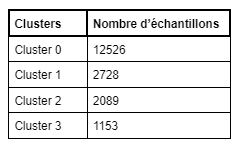 Clusters Nombre d'échantillons
Cluster 0 12526
Cluster 1 2728
Cluster 2 2089
Cluster 3 1153